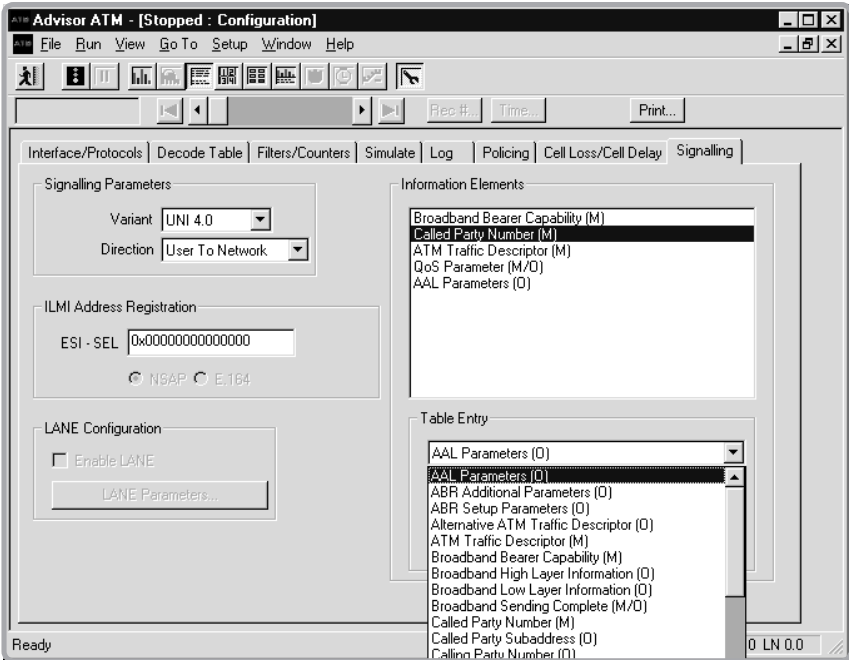 ATM Advisor ATM - [Stopped : Configuration]
ATM File Run View Go To Setup Window Help
Rec #... Time... Print...
Interface/Protocols Decode Table Filters/Counters Simulate Log Policing Cell Loss/Cell Delay Signalling
Signalling Parameters
Variant UNI 4.0
Direction User To Network
ILMI Address Registration
ESI - SEL 0x00000000000000
NSAP E.164
LANE Configuration
Enable LANE
LANE Parameters...
Information Elements
Broadband Bearer Capability (M)
Called Party Number (M)
ATM Traffic Descriptor (M)
QoS Parameter (M/O)
AAL Parameters (O)
Table Entry
AAL Parameters (O)
AAL Parameters (O)
ABR Additional Parameters (O)
ABR Setup Parameters (O)
Alternative ATM Traffic Descriptor (O)
ATM Traffic Descriptor (M)
Broadband Bearer Capability (M)
Broadband High Layer Information (O)
Broadband Low Layer Information (O)
Broadband Sending Complete (M/O)
Called Party Number (M)
Called Party Subaddress (O)
Calling Party Number (O)
Ready 0 LN 0.0